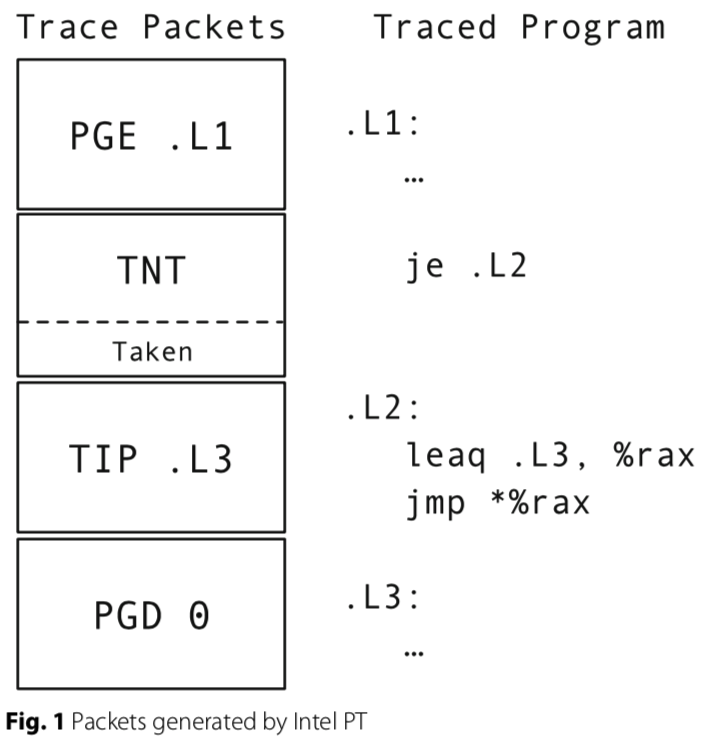 Trace Packets
Traced Program
PGE .L1
.L1:
…
TNT
Taken
je .L2
TIP .L3
.L2:
leaq .L3, %rax
jmp *%rax
PGD 0
.L3:
…
Fig. 1 Packets generated by Intel PT